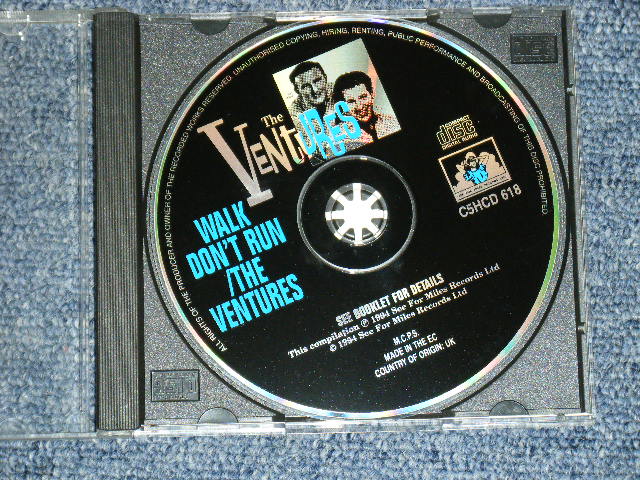 ALL RIGHTS OF THE PRODUCER AND OWNER OF THE RECORDED WORKS RESERVED. UNAUTHORISED COPYING, HIRING, RENTING, PUBLIC PERFORMANCE AND BROADCASTING OF THIS DISC PROHIBITED.
The
VENTURES
COMPACT
disc
DIGITAL AUDIO
C5HCD 618
WALK
DON'T RUN
/THE
VENTURES
SEE BOOKLET FOR DETAILS
This compilation ℗ 1994 See For Miles Records Ltd
© 1994 See For Miles Records Ltd
M.C.P.S.
MADE IN THE EC
COUNTRY OF ORIGIN: UK